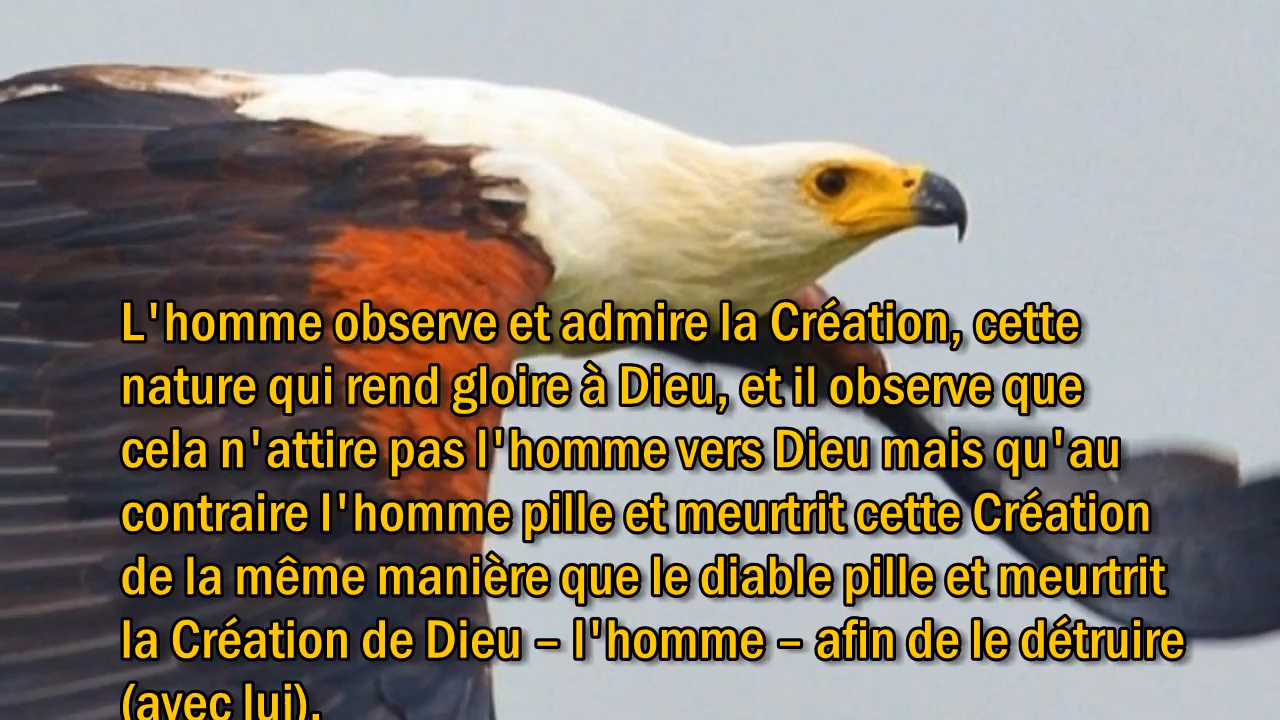 L'homme observe et admire la Création, cette
nature qui rend gloire à Dieu, et il observe que
cela n'attire pas l'homme vers Dieu mais qu'au
contraire l'homme pille et meurtrit cette Création
de la même manière que le diable pille et meurtrit
la Création de Dieu – l'homme – afin de le détruire
(avec lui).